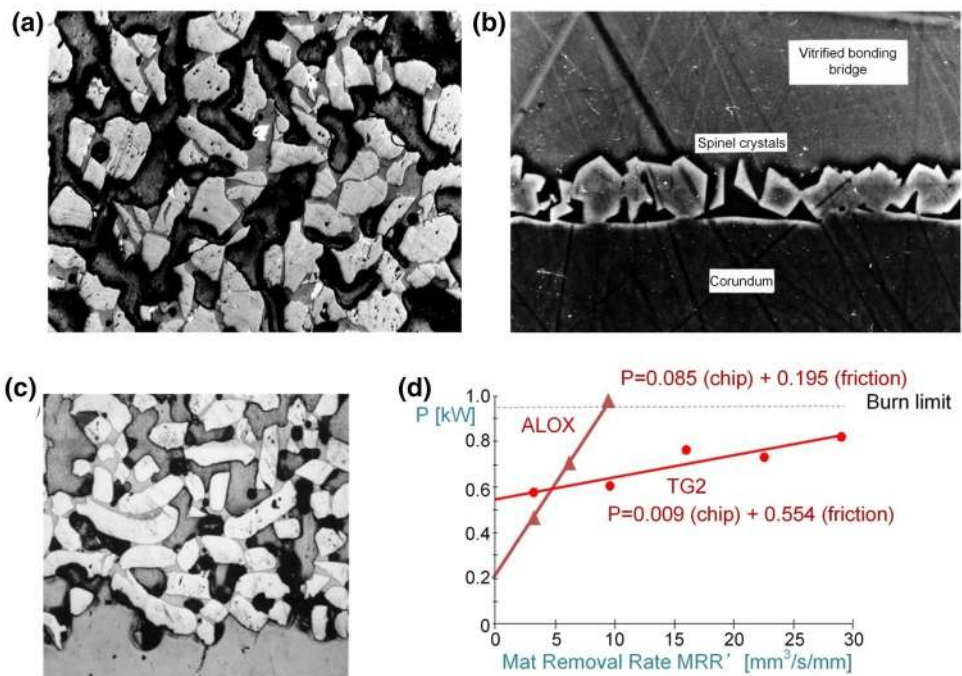 (a)
(b)
Vitrified bonding
bridge
Spinel crystals
Corundum
(c)
(d)
P=0.085 (chip) + 0.195 (friction)
1.0
P [kW]
ALOX
Burn limit
0.8
0.6
TG2
P=0.009 (chip) + 0.554 (friction)
0.4
0.2
0
0 5 10 15 20 25 30
Mat Removal Rate MRR' [mm³/s/mm]